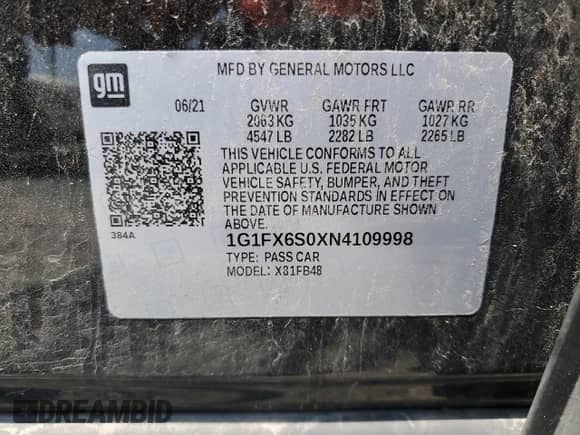 gm
MFD BY GENERAL MOTORS LLC
06/21 GVWR GAWR FRT GAWR RR
2063 KG 1035 KG 1027 KG
4547 LB 2282 LB 2265 LB
THIS VEHICLE CONFORMS TO ALL
APPLICABLE U.S. FEDERAL MOTOR
VEHICLE SAFETY, BUMPER, AND THEFT
PREVENTION STANDARDS IN EFFECT ON
THE DATE OF MANUFACTURE SHOWN
ABOVE.
384A
1G1FX6S0XN4109998
TYPE: PASS CAR
MODEL: X81FB48
DREAMBID